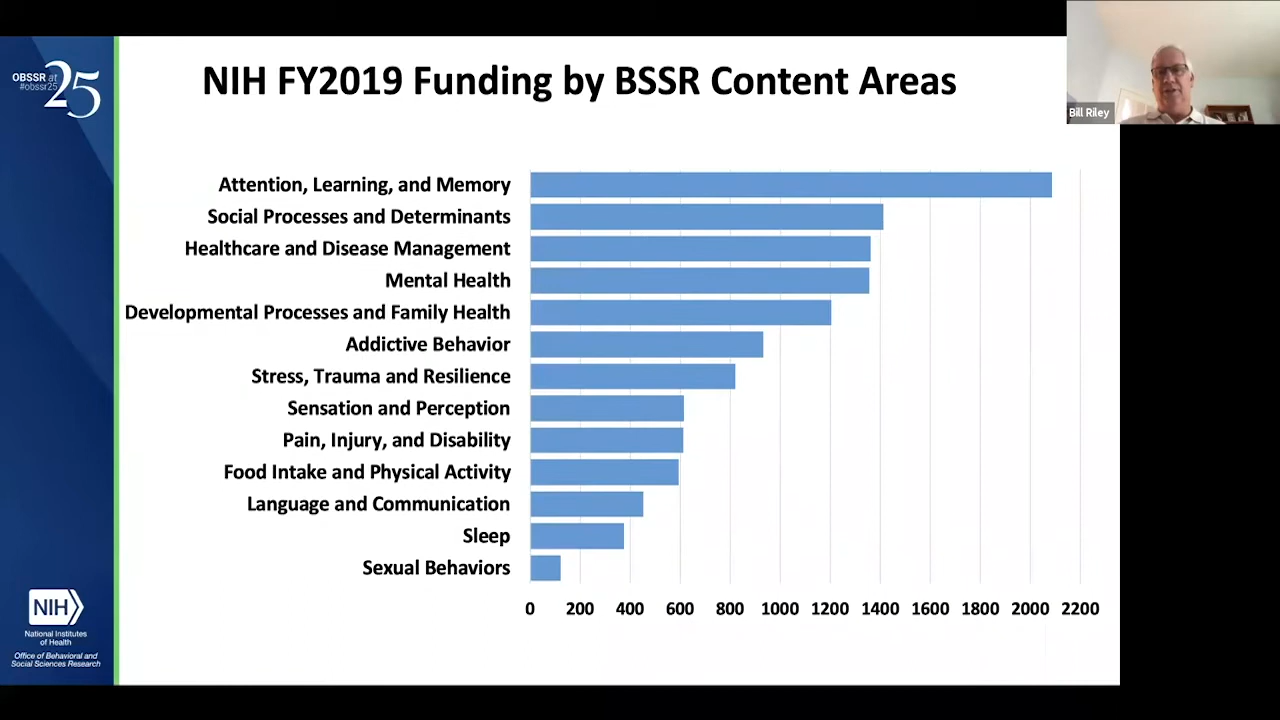 OBSSR at
#obssr25
25
NIH FY2019 Funding by BSSR Content Areas
Bill Riley
Attention, Learning, and Memory
Social Processes and Determinants
Healthcare and Disease Management
Mental Health
Developmental Processes and Family Health
Addictive Behavior
Stress, Trauma and Resilience
Sensation and Perception
Pain, Injury, and Disability
Food Intake and Physical Activity
Language and Communication
Sleep
Sexual Behaviors
0 200 400 600 800 1000 1200 1400 1600 1800 2000 2200
NIH
National Institutes
of Health
Office of Behavioral and
Social Sciences Research